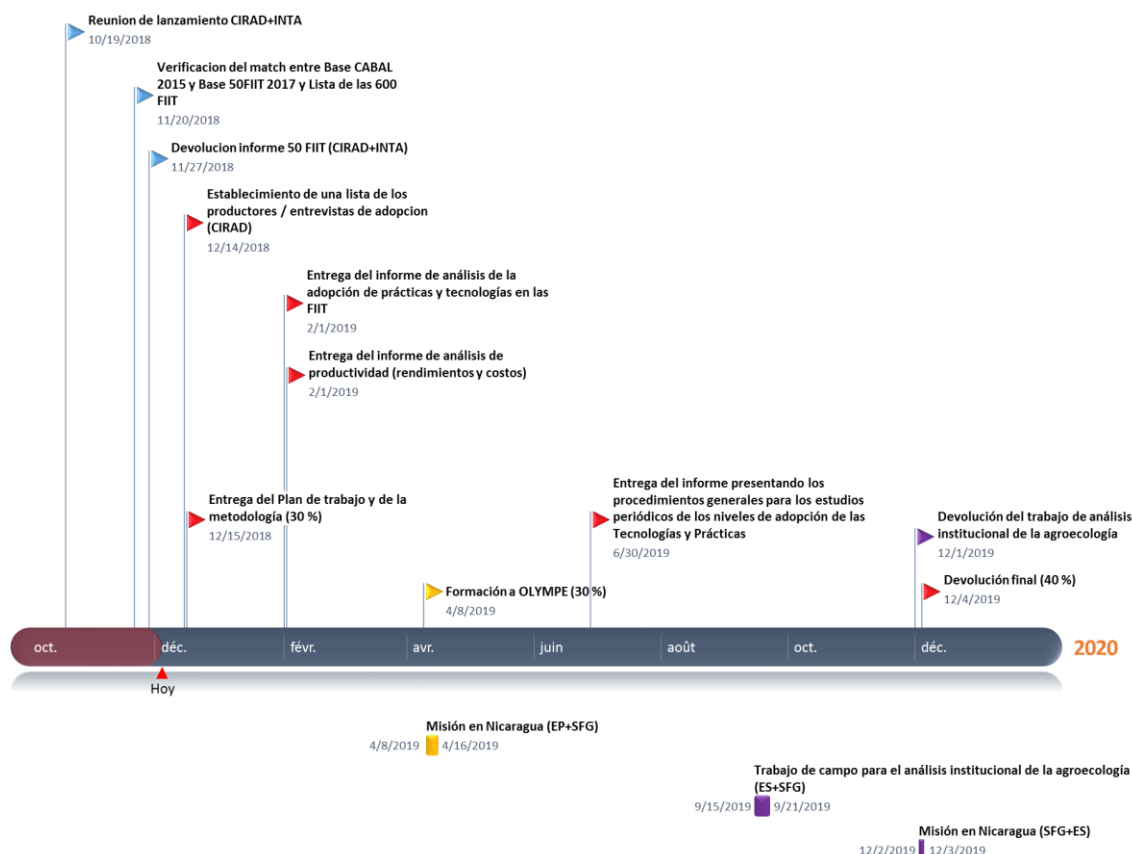 Reunion de lanzamiento CIRAD+INTA
10/19/2018
Verificacion del match entre Base CABAL
2015 y Base 50FIIT 2017 y Lista de las 600
FIIT
11/20/2018
Devolucion informe 50 FIIT (CIRAD+INTA)
11/27/2018
Establecimiento de una lista de los
productores / entrevistas de adopcion
(CIRAD)
12/14/2018
Entrega del informe de análisis de la
adopción de prácticas y tecnologías en las
FIIT
2/1/2019
Entrega del informe de análisis de
productividad (rendimientos y costos)
2/1/2019
Entrega del Plan de trabajo y de la
metodología (30 %)
12/15/2018
Entrega del informe presentando los
procedimientos generales para los estudios
periódicos de los niveles de adopción de las
Tecnologías y Prácticas
6/30/2019
Devolución del trabajo de análisis
institucional de la agroecología
12/1/2019
Formación a OLYMPE (30 %)
4/8/2019
Devolución final (40 %)
12/4/2019
oct. déc. févr. avr. juin août oct. déc. 2020
Hoy
Misión en Nicaragua (EP+SFG)
4/8/2019 4/16/2019
Trabajo de campo para el análisis institucional de la agroecología
(ES+SFG)
9/15/2019 9/21/2019
Misión en Nicaragua (SFG+ES)
12/2/2019 12/3/2019